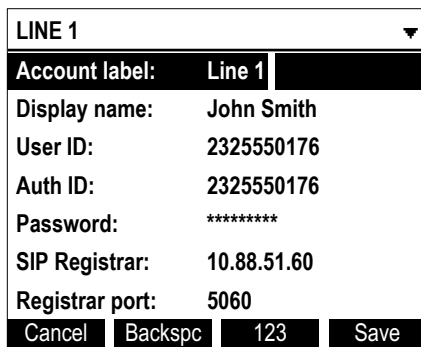 LINE 1
Account label: Line 1
Display name: John Smith
User ID: 2325550176
Auth ID: 2325550176
Password: *********
SIP Registrar: 10.88.51.60
Registrar port: 5060
Cancel Backspc 123 Save